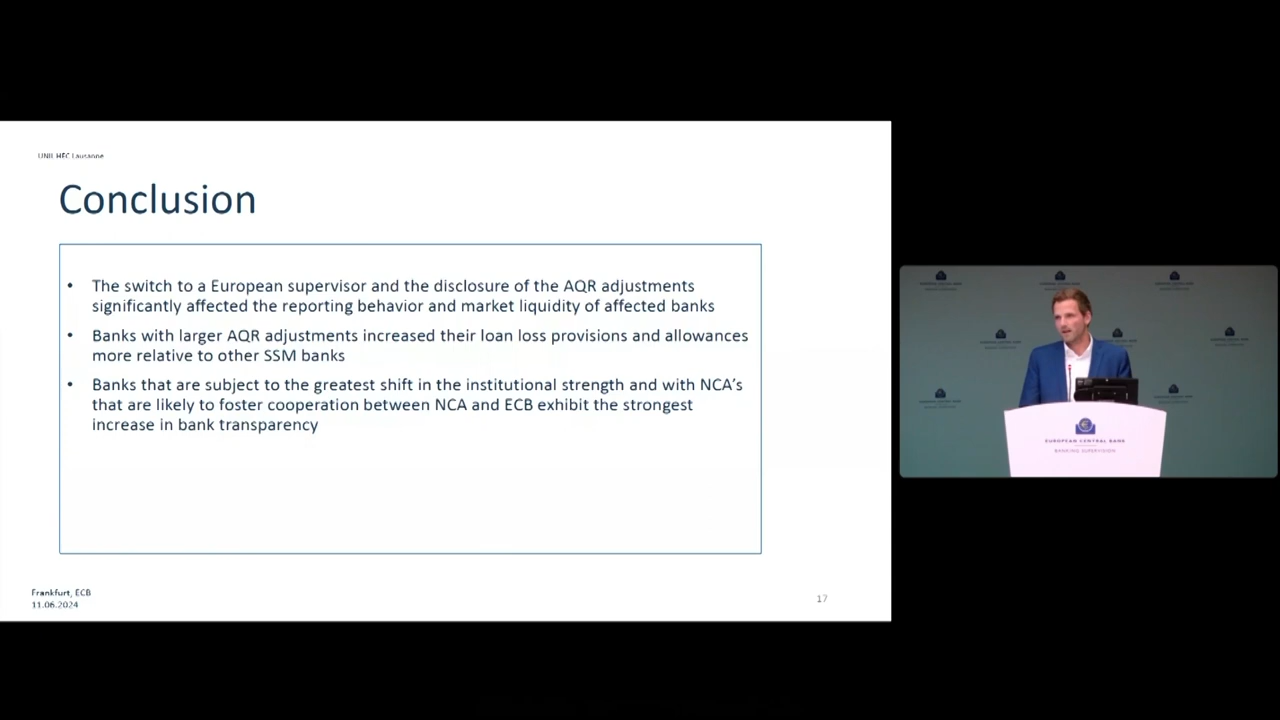 UNIL HEC Lausanne
Conclusion
• The switch to a European supervisor and the disclosure of the AQR adjustments
significantly affected the reporting behavior and market liquidity of affected banks
• Banks with larger AQR adjustments increased their loan loss provisions and allowances
more relative to other SSM banks
• Banks that are subject to the greatest shift in the institutional strength and with NCA's
that are likely to foster cooperation between NCA and ECB exhibit the strongest
increase in bank transparency
Frankfurt, ECB
11.06.2024
17
EUROPEAN CENTRAL BANK
BANKING SUPERVISION